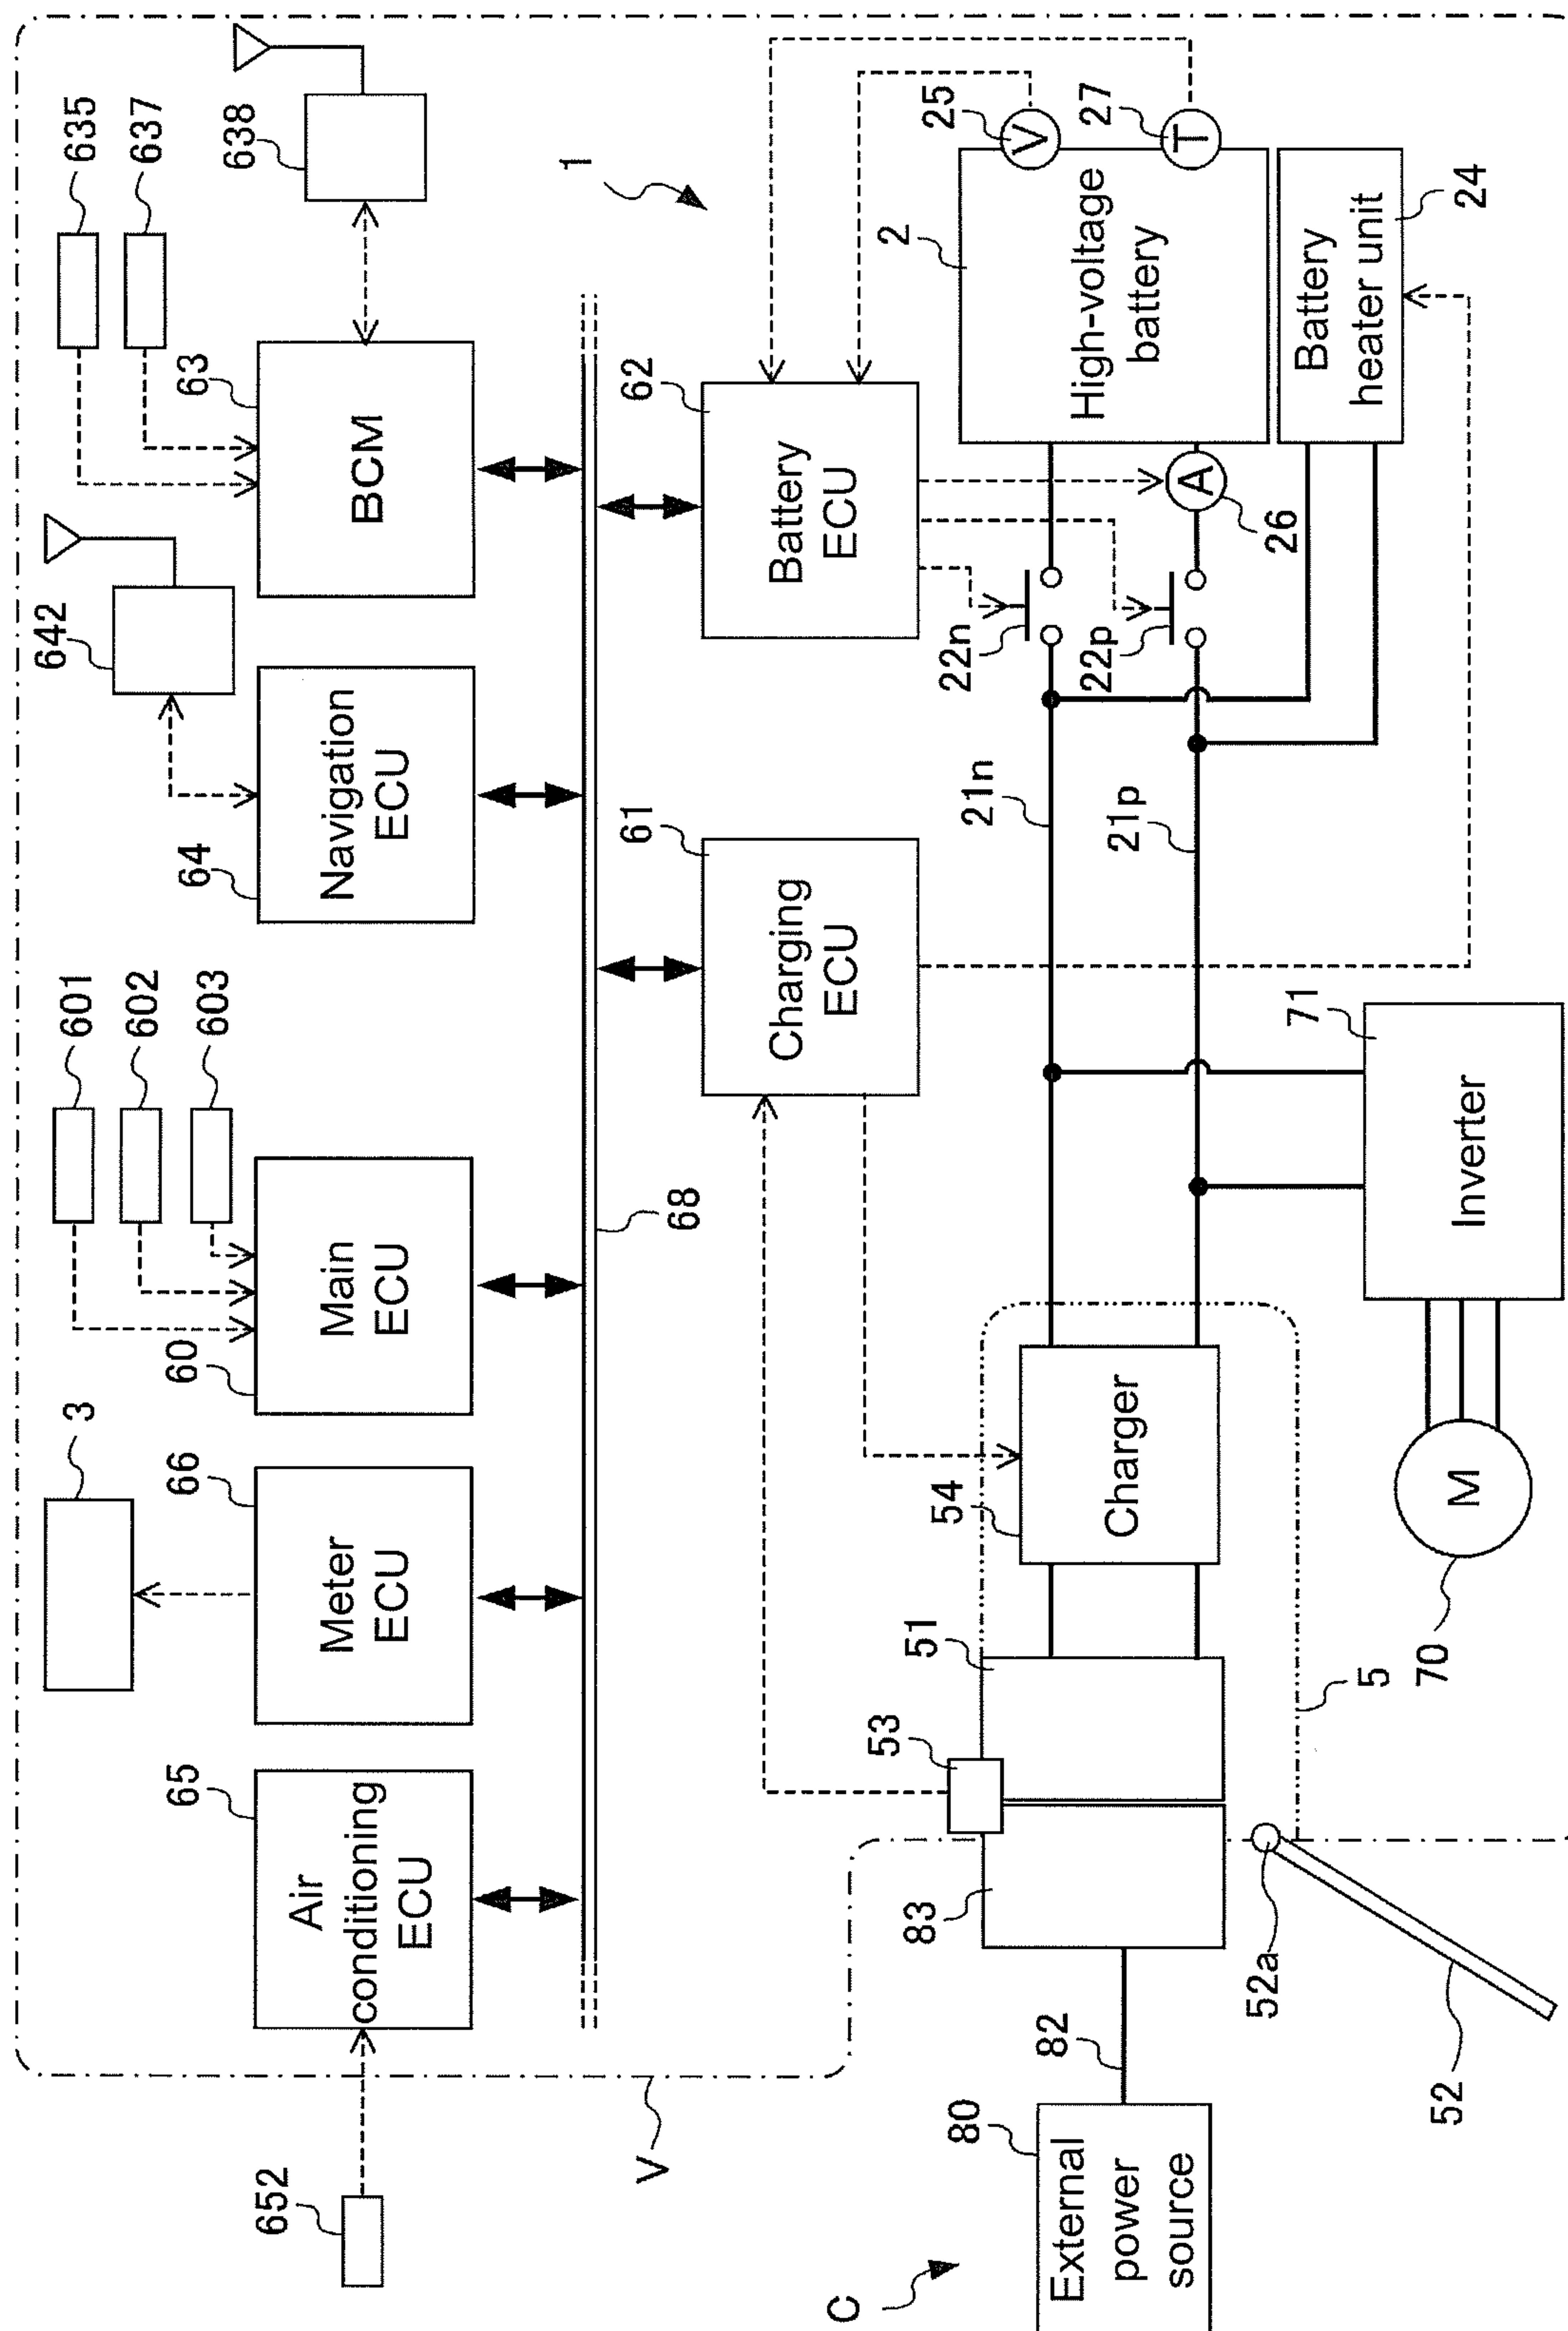 652
V
65
Air
conditioning
ECU
3
66
Meter
ECU
60
Main
ECU
601
602
603
642
64
Navigation
ECU
63
BCM
635
637
638
68
1
61
Charging
ECU
62
Battery
ECU
C
80
External
power
source
82
83
53
51
54
Charger
52a
52
5
70
M
71
Inverter
21n
21p
22n
22p
A
26
2
High-voltage
battery
V
25
T
27
Battery
heater unit
24